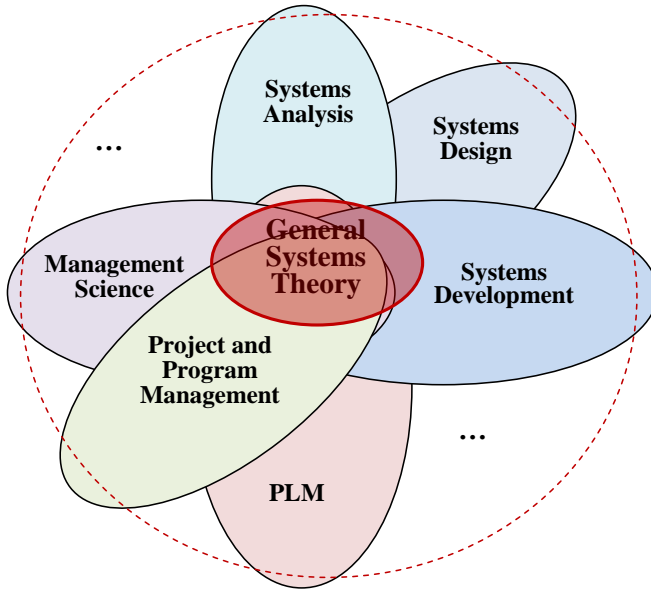 Systems
Analysis
Systems
Design
...
General
Systems
Theory
Management
Science
Systems
Development
Project and
Program
Management
...
PLM